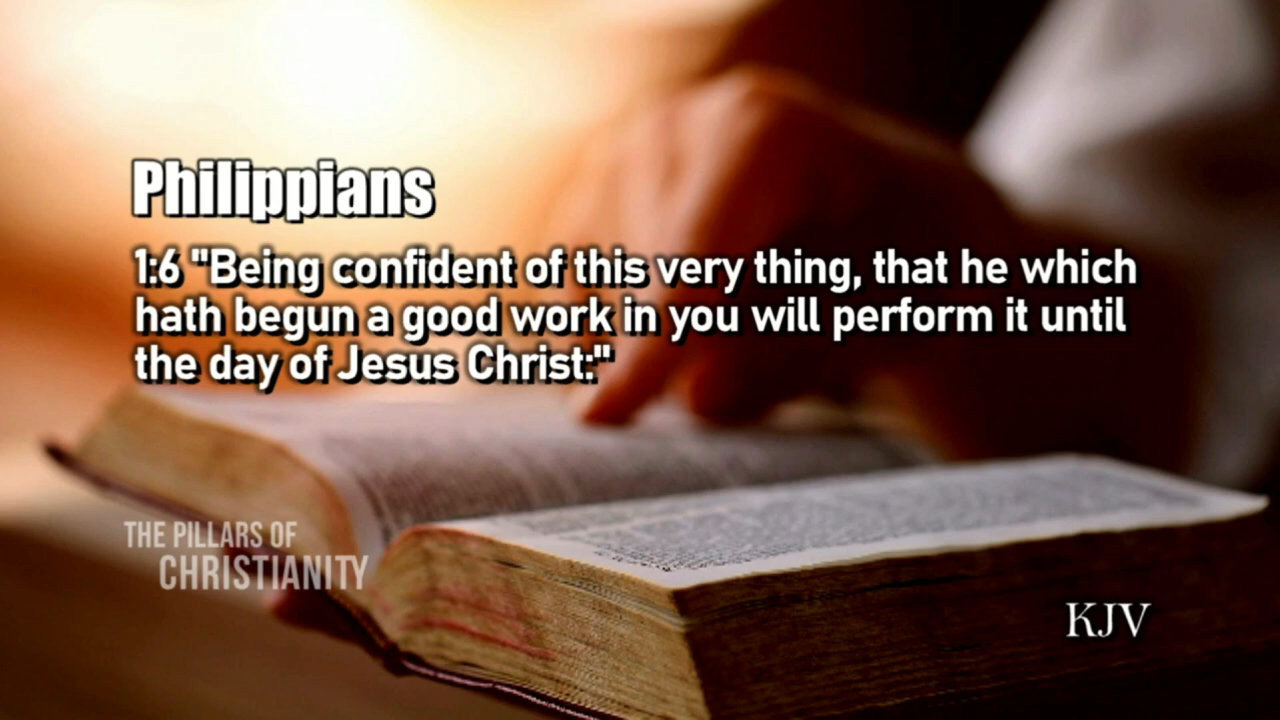 Philippians
1:6 "Being confident of this very thing, that he which
hath begun a good work in you will perform it until
the day of Jesus Christ:"
THE PILLARS OF
CHRISTIANITY
KJV